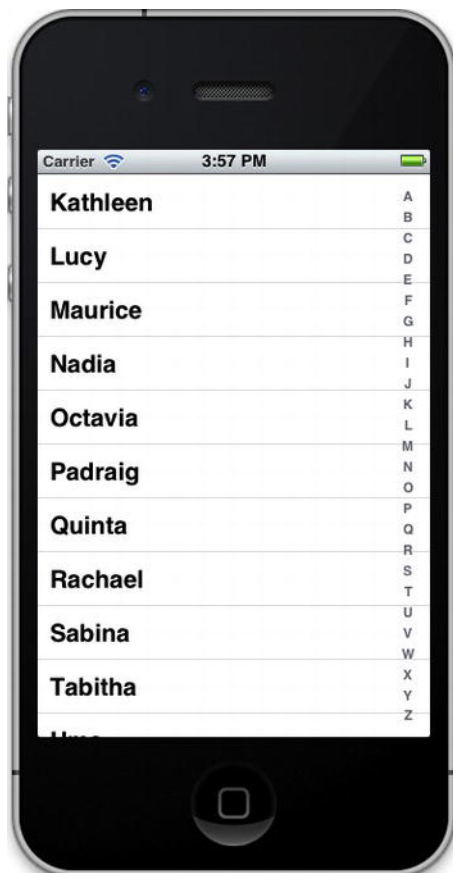 Carrier 3:57 PM
Kathleen
Lucy
Maurice
Nadia
Octavia
Padraig
Quinta
Rachael
Sabina
Tabitha
A
B
C
D
E
F
G
H
I
J
K
L
M
N
O
P
Q
R
S
T
U
V
W
X
Y
Z